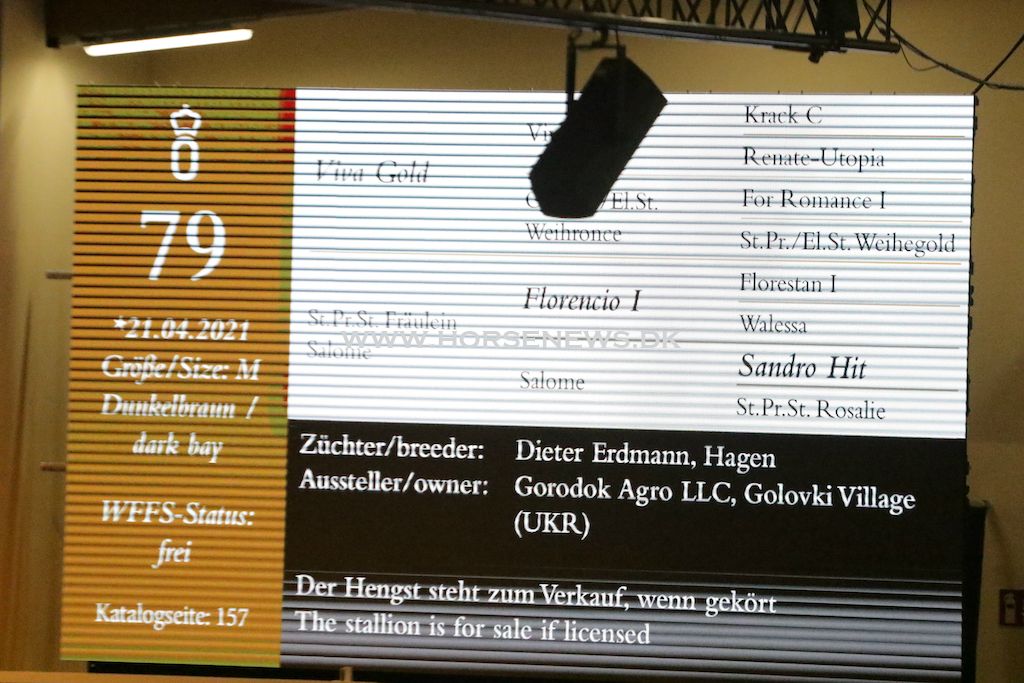 79
*21.04.2021
Größe/Size: M
Dunkelbraun /
dark bay
WFFS-Status:
frei
Katalogseite: 157
Viva Gold
St.Pr.St. Fräulein
Salome
/El.St.
Weihronce
Florencio I
Salome
Krack C
Renate-Utopia
For Romance I
St.Pr./El.St. Weihegold
Florestan I
Walessa
Sandro Hit
St.Pr.St. Rosalie
WWW.HORSENEWS.DK
Züchter/breeder: Dieter Erdmann, Hagen
Aussteller/owner: Gorodok Agro LLC, Golovki Village
(UKR)
Der Hengst steht zum Verkauf, wenn gekört
The stallion is for sale if licensed